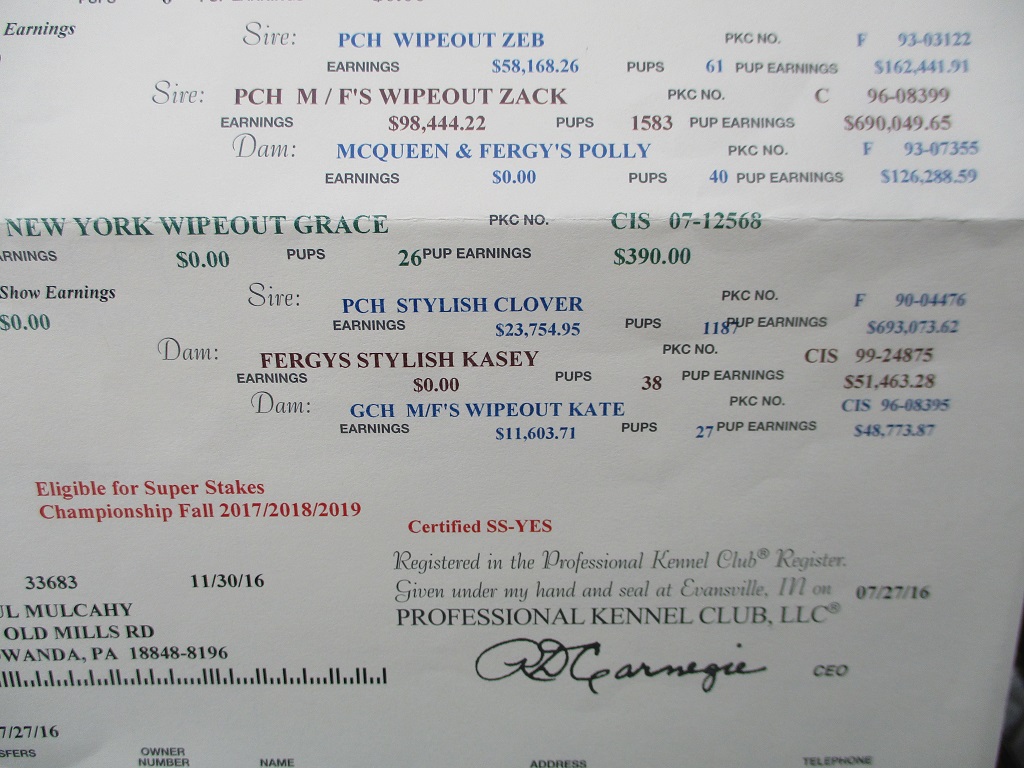 Earnings
Sire: PCH WIPEOUT ZEB PKC NO. F 93-03122
EARNINGS $58,168.26 PUPS 61 PUP EARNINGS $162,441.91
Sire: PCH M / F'S WIPEOUT ZACK PKC NO. C 96-08399
EARNINGS $98,444.22 PUPS 1583 PUP EARNINGS $690,049.65
Dam: MCQUEEN & FERGY'S POLLY PKC NO. F 93-07355
EARNINGS $0.00 PUPS 40 PUP EARNINGS $126,288.59
NEW YORK WIPEOUT GRACE PKC NO. CIS 07-12568
RNINGS $0.00 PUPS 26 PUP EARNINGS $390.00
Show Earnings
$0.00
Sire: PCH STYLISH CLOVER PKC NO. F 90-04476
EARNINGS $23,754.95 PUPS 1187 PUP EARNINGS $693,073.62
Dam: FERGYS STYLISH KASEY PKC NO. CIS 99-24875
EARNINGS $0.00 PUPS 38 PUP EARNINGS $51,463.28
Dam: GCH M/F'S WIPEOUT KATE PKC NO. CIS 96-08395
EARNINGS $11,603.71 PUPS 27 PUP EARNINGS $48,773.87
Eligible for Super Stakes
Championship Fall 2017/2018/2019
Certified SS-YES
Registered in the Professional Kennel Club® Register.
Given under my hand and seal at Evansville, IN on 07/27/16
PROFESSIONAL KENNEL CLUB, LLC®
RD Carnegie CEO
33683 11/30/16
UL MULCAHY
OLD MILLS RD
WANDA, PA 18848-8196
7/27/16
SFERS OWNER NUMBER NAME ADDRESS TELEPHONE